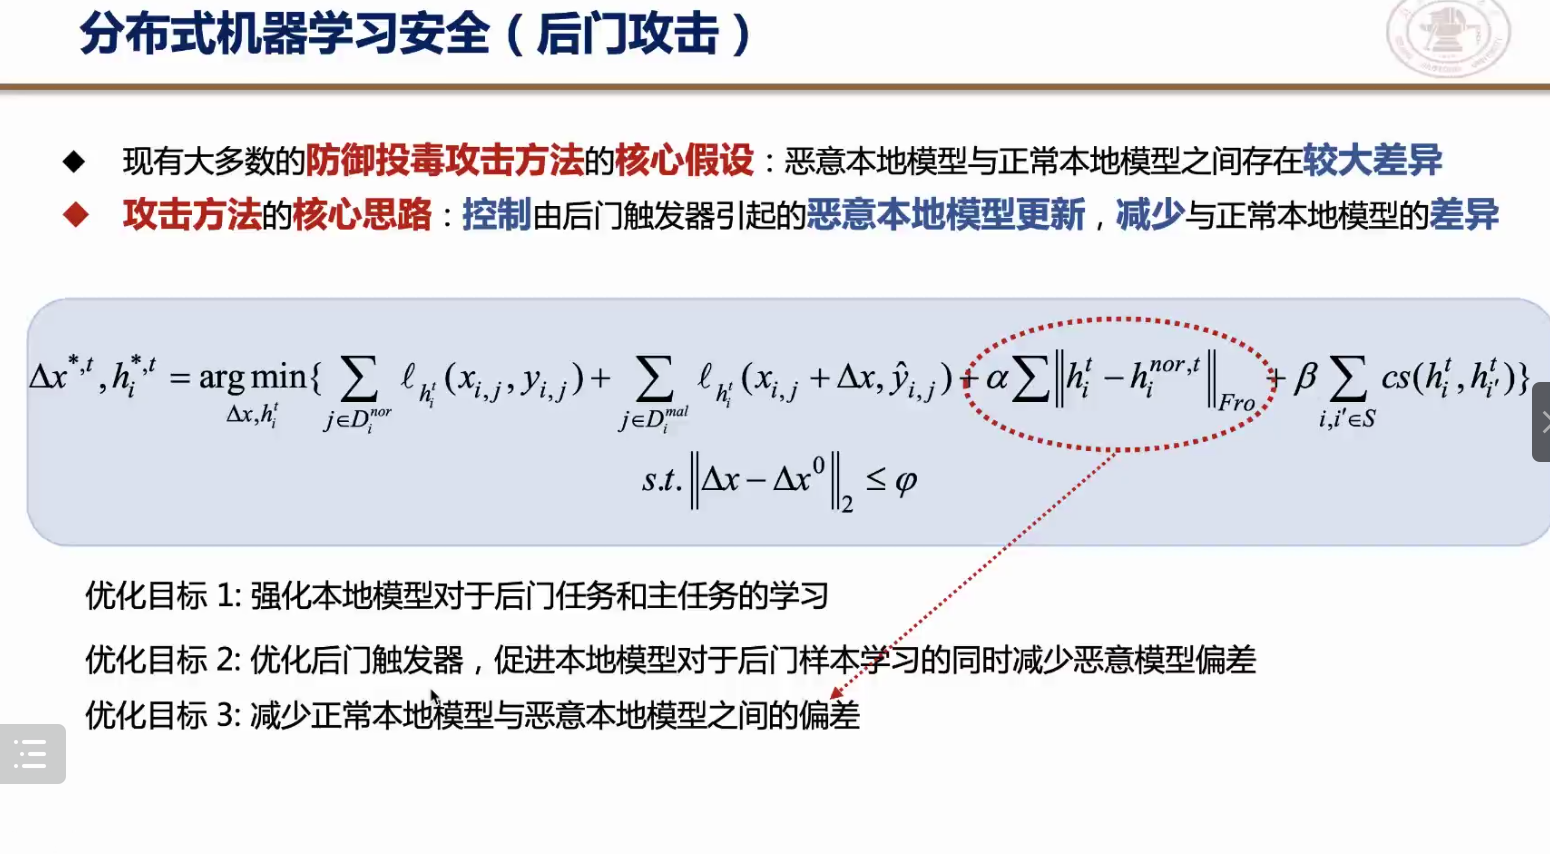 分布式机器学习安全（后门攻击）
◆ 现有大多数的防御投毒攻击方法的核心假设：恶意本地模型与正常本地模型之间存在较大差异
◆ 攻击方法的核心思路：控制由后门触发器引起的恶意本地模型更新，减少与正常本地模型的差异
$\Delta x^{*,t}, h_i^{*,t} = \underset{\Delta x, h_i^t}{\arg\min}\{ \sum_{j \in D_i^{nor}} \ell_{h_i^t}(x_{i,j}, y_{i,j}) + \sum_{j \in D_i^{mal}} \ell_{h_i^t}(x_{i,j} + \Delta x, \hat{y}_{i,j}) + \alpha \sum \left\| h_i^t - h_i^{nor,t} \right\|_{Fro} + \beta \sum_{i,i' \in S} cs(h_i^t, h_{i'}^t) \}$
$s.t. \left\| \Delta x - \Delta x^0 \right\|_2 \leq \varphi$
优化目标 1: 强化本地模型对于后门任务和主任务的学习
优化目标 2: 优化后门触发器，促进本地模型对于后门样本学习的同时减少恶意模型偏差
优化目标 3: 减少正常本地模型与恶意本地模型之间的偏差